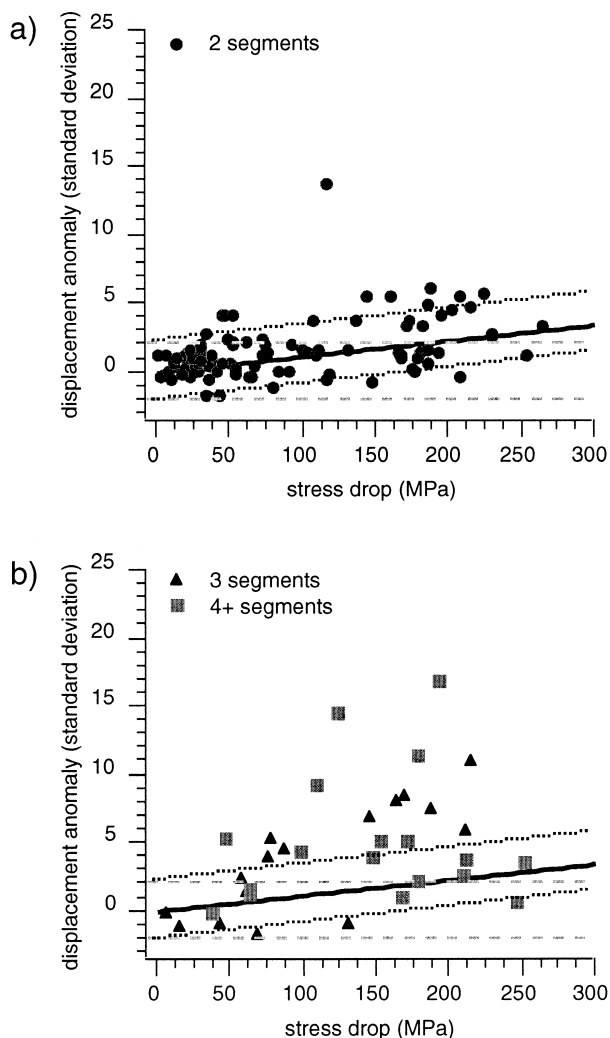 a)
2 segments
25
20
15
10
5
0
displacement anomaly (standard deviation)
0 50 100 150 200 250 300
stress drop (MPa)
b)
3 segments
4+ segments
25
20
15
10
5
0
displacement anomaly (standard deviation)
0 50 100 150 200 250 300
stress drop (MPa)